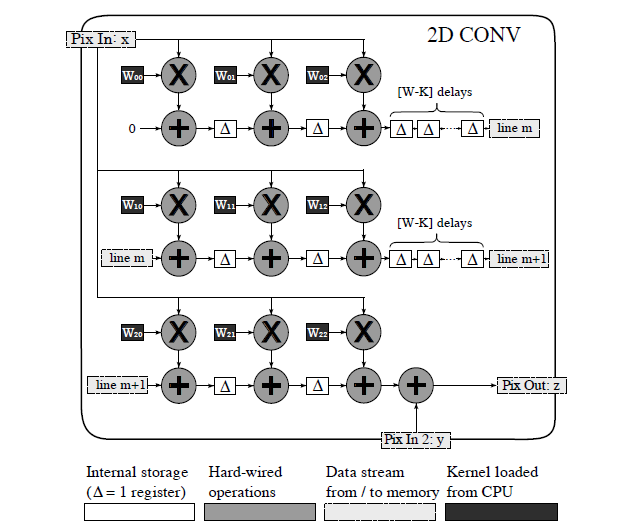 Pix In: x
2D CONV
W00
X
W01
X
W02
X
[W-K] delays
0
+
Δ
+
Δ
+
Δ
Δ
Δ
line m
W10
X
W11
X
W12
X
[W-K] delays
line m
+
Δ
+
Δ
+
Δ
Δ
Δ
line m+1
W20
X
W21
X
W22
X
line m+1
+
Δ
+
Δ
+
+
Pix Out: z
Pix In 2: y
Internal storage
(Δ = 1 register)
Hard-wired
operations
Data stream
from / to memory
Kernel loaded
from CPU